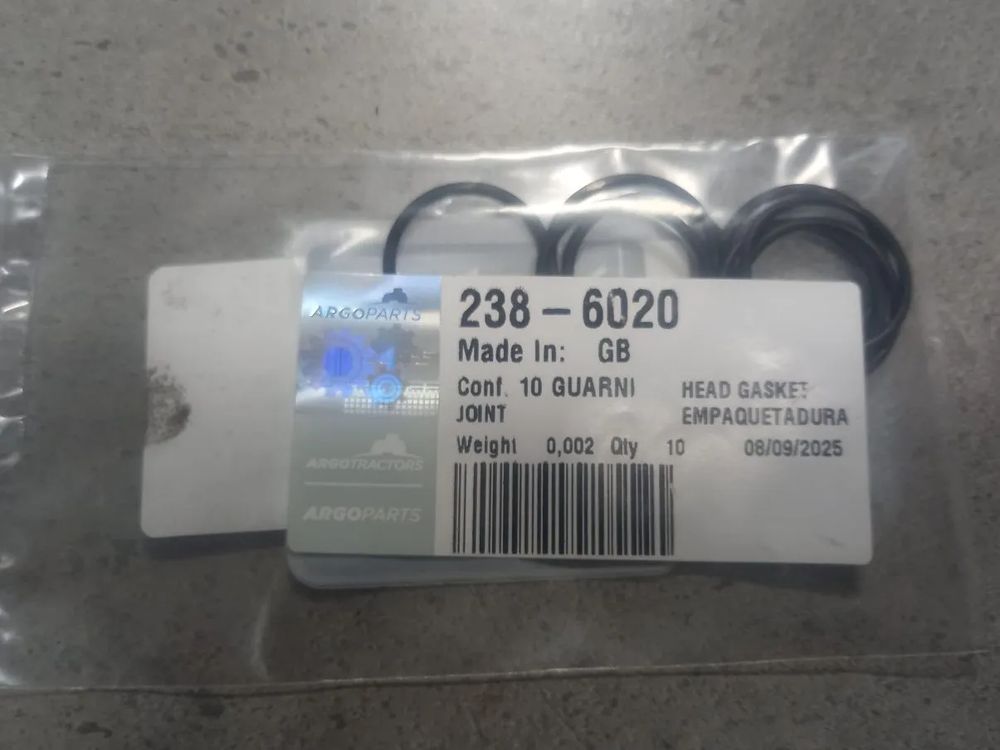 ARGOPARTS
238-6020
Made In: GB
Conf. 10 GUARNI HEAD GASKET
JOINT EMPAQUETADURA
Weight 0,002 Qty 10 08/09/2025
ARGOTRACTORS
ARGOPARTS